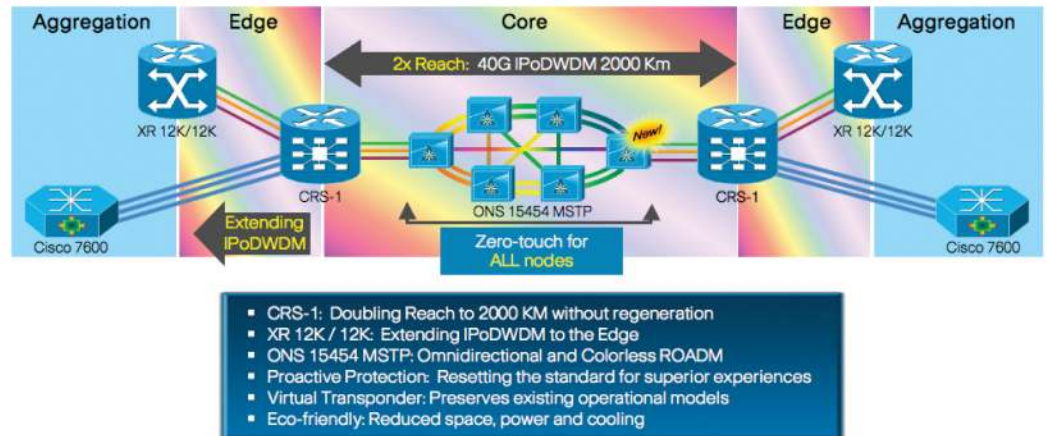 Aggregation
Edge
Core
Edge
Aggregation
2x Reach: 40G IPoDWDM 2000 Km
XR 12K/12K
New!
XR 12K/12K
CRS-1
CRS-1
ONS 15454 MSTP
Extending
IPoDWDM
Cisco 7600
Zero-touch for
ALL nodes
Cisco 7600
▪ CRS-1: Doubling Reach to 2000 KM without regeneration
▪ XR 12K / 12K: Extending IPoDWDM to the Edge
▪ ONS 15454 MSTP: Omnidirectional and Colorless ROADM
▪ Proactive Protection: Resetting the standard for superior experiences
▪ Virtual Transponder: Preserves existing operational models
▪ Eco-friendly: Reduced space, power and cooling